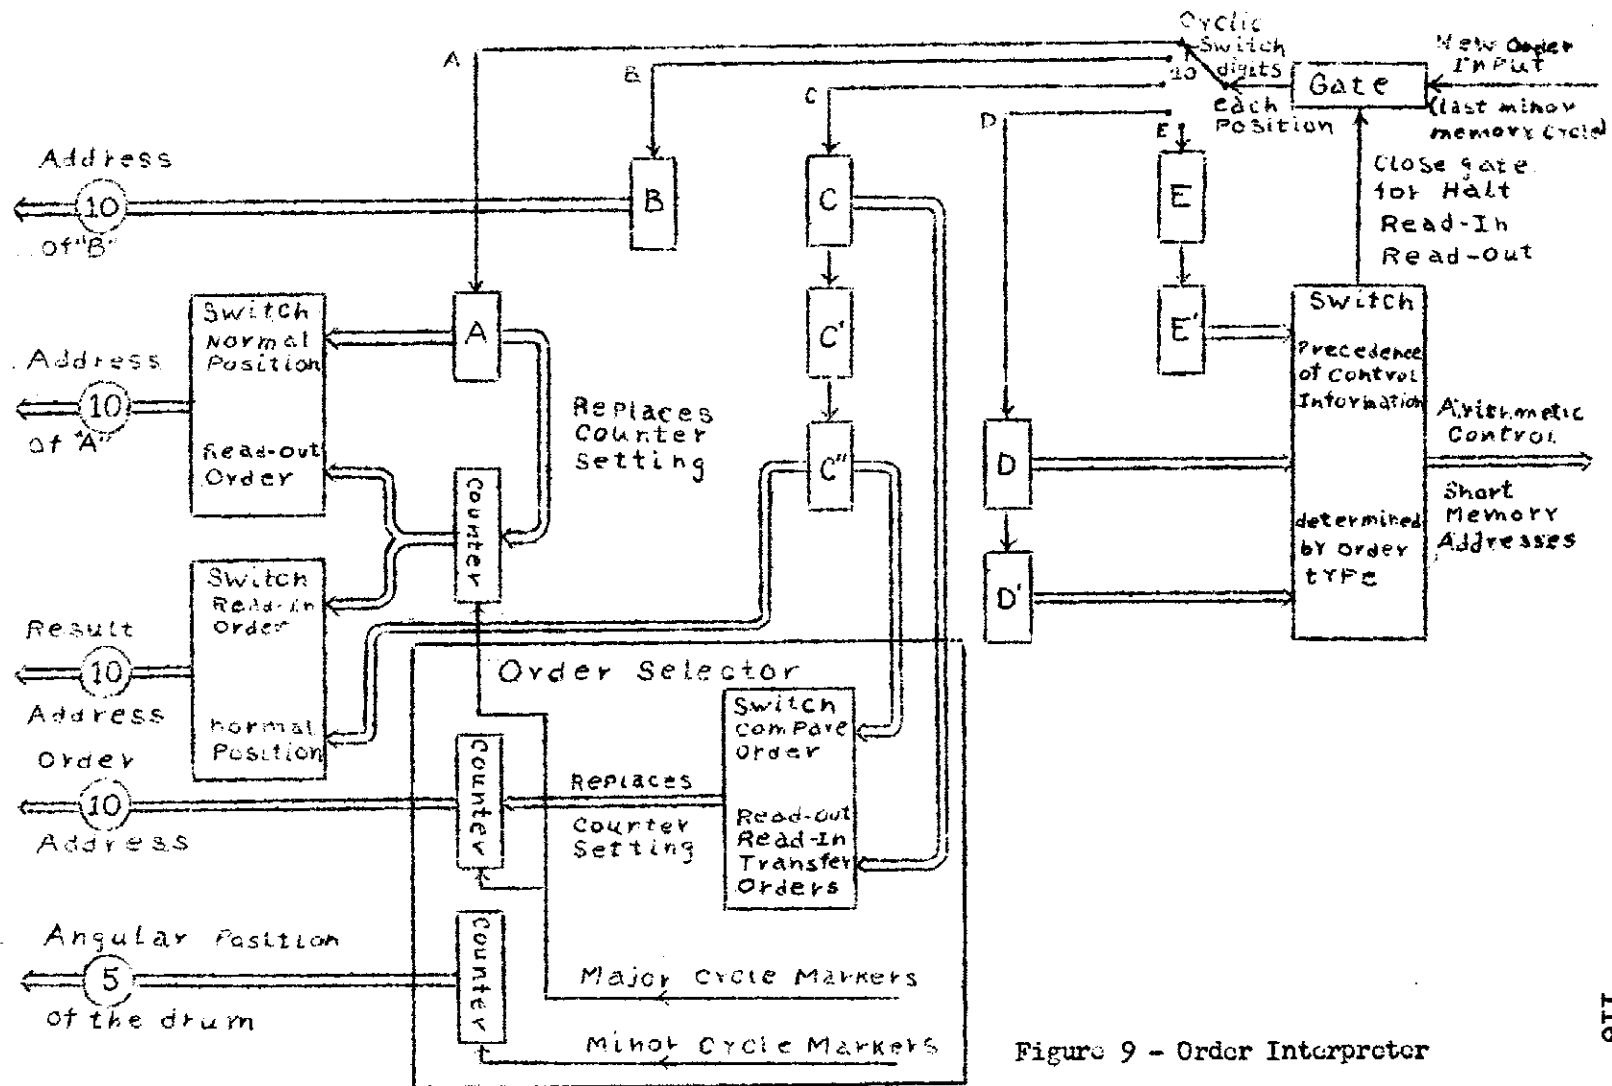 Cyclic
Switch
10 digits
each
Position
A
B
C
D
E
Gate
New Order
Input
(last minor
memory Cycle)
Close gate
for Halt
Read-In
Read-Out
Address
10
of "B"
B
C
E
Switch
Normal
Position
Read-out
Order
A
C'
E'
Switch
Precedence
of Control
Information
determined
by Order
type
Address
10
of "A"
Replaces
Counter
Setting
Counter
C"
D
Arithmetic
Control
Short
Memory
Addresses
D'
Switch
Read-in
Order
normal
Position
Result
10
Address
Order Selector
Switch
Compare
Order
Read-Out
Read-In
Transfer
Orders
Order
10
Address
Counter
Replaces
Counter
Setting
Angular Position
5
of the drum
Counter
Major Cycle Markers
Minor Cycle Markers
Figure 9 - Order Interpreter